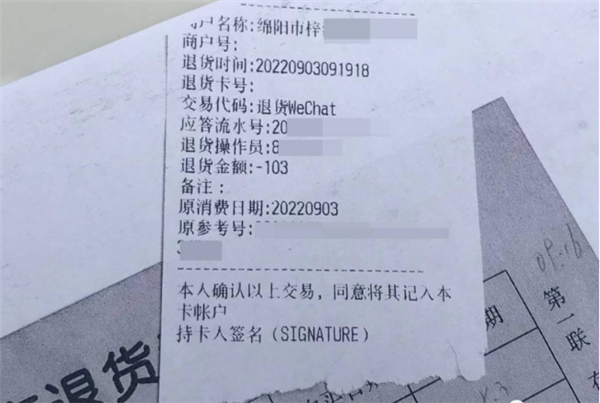 户名称:绵阳市梓
商户号:
退货时间:20220903091918
退货卡号:
交易代码:退货WeChat
应答流水号:20
退货操作员:8
退货金额:-103
备注:
原消费日期:20220903
原参考号:
本人确认以上交易，同意将其记入本
卡帐户
持卡人签名（SIGNATURE）
退货
期
第一联